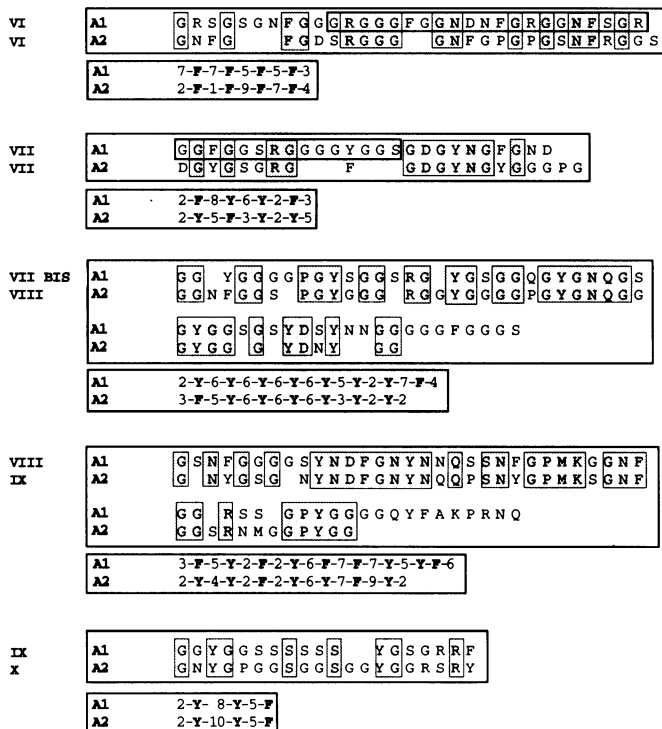 VI A1 G R S G S G N F G G G R G G G F G G N D N F G R G G N F S G R
VI A2 G N F G F G D S R G G G G N F G P G P G S N F R G G S
A1 7-F-7-F-5-F-5-F-3
A2 2-F-1-F-9-F-7-F-4
VII A1 G G F G G S R G G G G Y G G S G D G Y N G F G N D
VII A2 D G Y G S G R G F G D G Y N G Y G G G P G
A1 2-F-8-Y-6-Y-2-F-3
A2 2-Y-5-F-3-Y-2-Y-5
VII BIS A1 G G Y G G G G P G Y S G G S R G Y G S G G Q G Y G N Q G S
VIII A2 G G N F G G S P G Y G G G R G G Y G G G G P G Y G N Q G G
A1 G Y G G S G S Y D S Y N N G G G G G F G G G S
A2 G Y G G G Y D N Y G G
A1 2-Y-6-Y-6-Y-6-Y-5-Y-2-Y-7-F-4
A2 3-F-5-Y-6-Y-6-Y-3-Y-2-Y-2
VIII A1 G S N F G G G G S Y N D F G N Y N N Q S S N F G P M K G G N F
IX A2 G N Y G S G N Y N D F G N Y N Q Q P S N Y G P M K S G N F
A1 G G R S S G P Y G G G G Q Y F A K P R N Q
A2 G G S R N M G G P Y G G
A1 3-F-5-Y-2-F-2-Y-6-F-7-F-7-Y-5-Y-F-6
A2 2-Y-4-Y-2-F-2-Y-6-Y-7-F-9-Y-2
IX A1 G G Y G G S S S S S S Y G S G R R F
X A2 G N Y G P G G S G G S G G Y G G R S R Y
A1 2-Y- 8-Y-5-F
A2 2-Y-10-Y-5-F